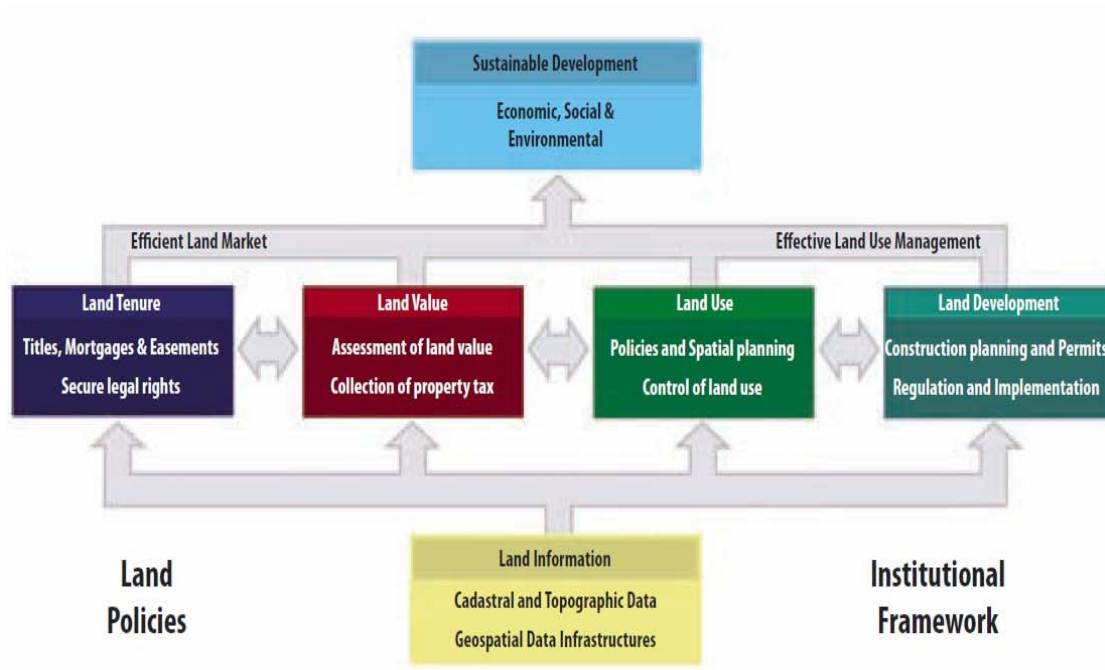 Sustainable Development
Economic, Social &
Environmental
Efficient Land Market
Effective Land Use Management
Land Tenure
Titles, Mortgages & Easements
Secure legal rights
Land Value
Assessment of land value
Collection of property tax
Land Use
Policies and Spatial planning
Control of land use
Land Development
Construction planning and Permits
Regulation and Implementation
Land
Policies
Land Information
Cadastral and Topographic Data
Geospatial Data Infrastructures
Institutional
Framework